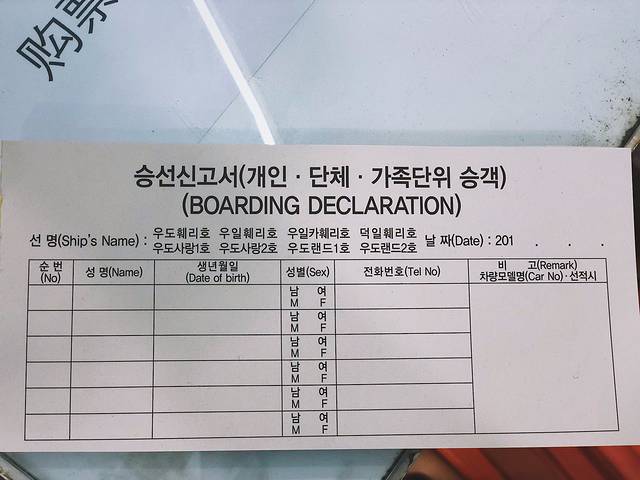 购票
승선신고서(개인 · 단체 · 가족단위 승객)
(BOARDING DECLARATION)
선 명(Ship's Name) : 우도훼리호 우일훼리호 우일카훼리호 덕일훼리호 날 짜(Date) : 201 . . .
우도사랑1호 우도사랑2호 우도랜드1호 우도랜드2호
순 번 성 명(Name) 생년월일 성별(Sex) 전화번호(Tel No) 비 고(Remark)
(No) (Date of birth) 차량모델명(Car No)·선적시
남 여
M F
남 여
M F
남 여
M F
남 여
M F
남 여
M F
남 여
M F